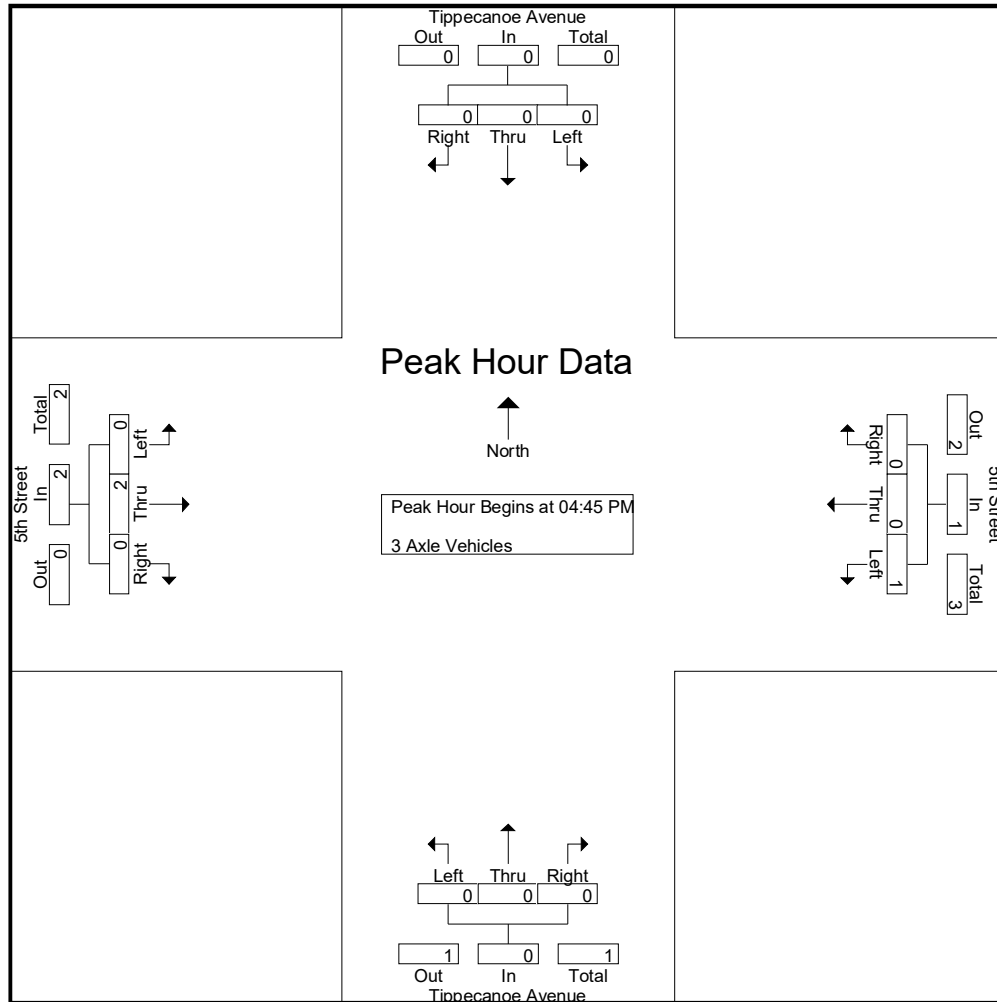 Tippecanoe Avenue
Out In Total
0 0 0
0 0 0
Right Thru Left
Peak Hour Data
North
Peak Hour Begins at 04:45 PM
3 Axle Vehicles
5th Street
Out In Total
0 2 2
0 2 0
Right Thru Left
5th Street
Out In Total
2 1 3
Right Thru Left
0 0 1
Left Thru Right
0 0 0
1 0 1
Out In Total
Tippecanoe Avenue